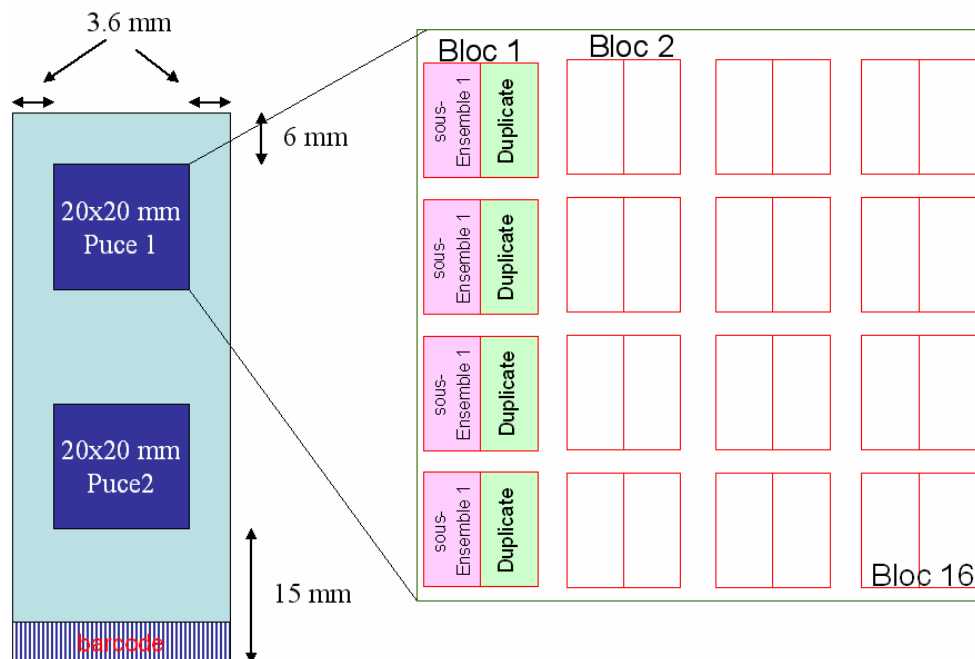 3.6 mm
6 mm
20x20 mm
Puce 1
20x20 mm
Puce2
15 mm
barcode
Bloc 1
Bloc 2
sous-
Ensemble 1
Duplicate
sous-
Ensemble 1
Duplicate
sous-
Ensemble 1
Duplicate
sous-
Ensemble 1
Duplicate
Bloc 16